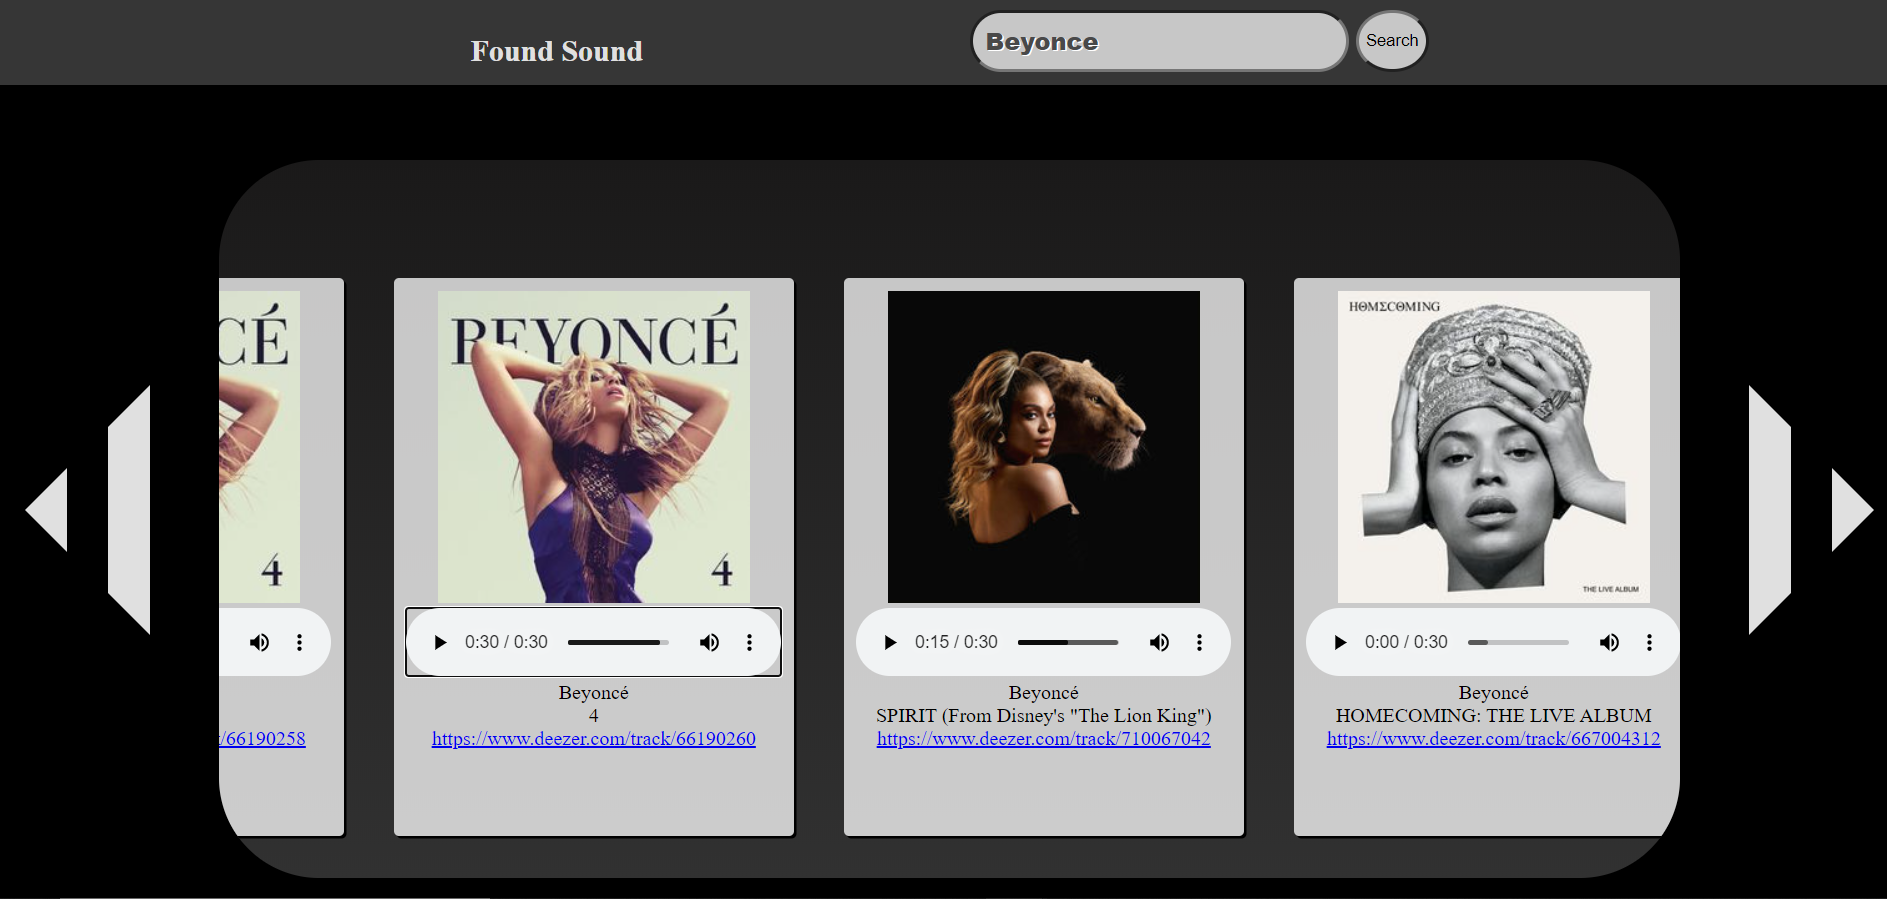 Found Sound
Beyonce
Search
CÉ
4
/66190258
BEYONCÉ
4
0:30 / 0:30
Beyoncé
4
https://www.deezer.com/track/66190260
0:15 / 0:30
Beyoncé
SPIRIT (From Disney's "The Lion King")
https://www.deezer.com/track/710067042
HOMΣCOMING
THE LIVE ALBUM
0:00 / 0:30
Beyoncé
HOMECOMING: THE LIVE ALBUM
https://www.deezer.com/track/667004312